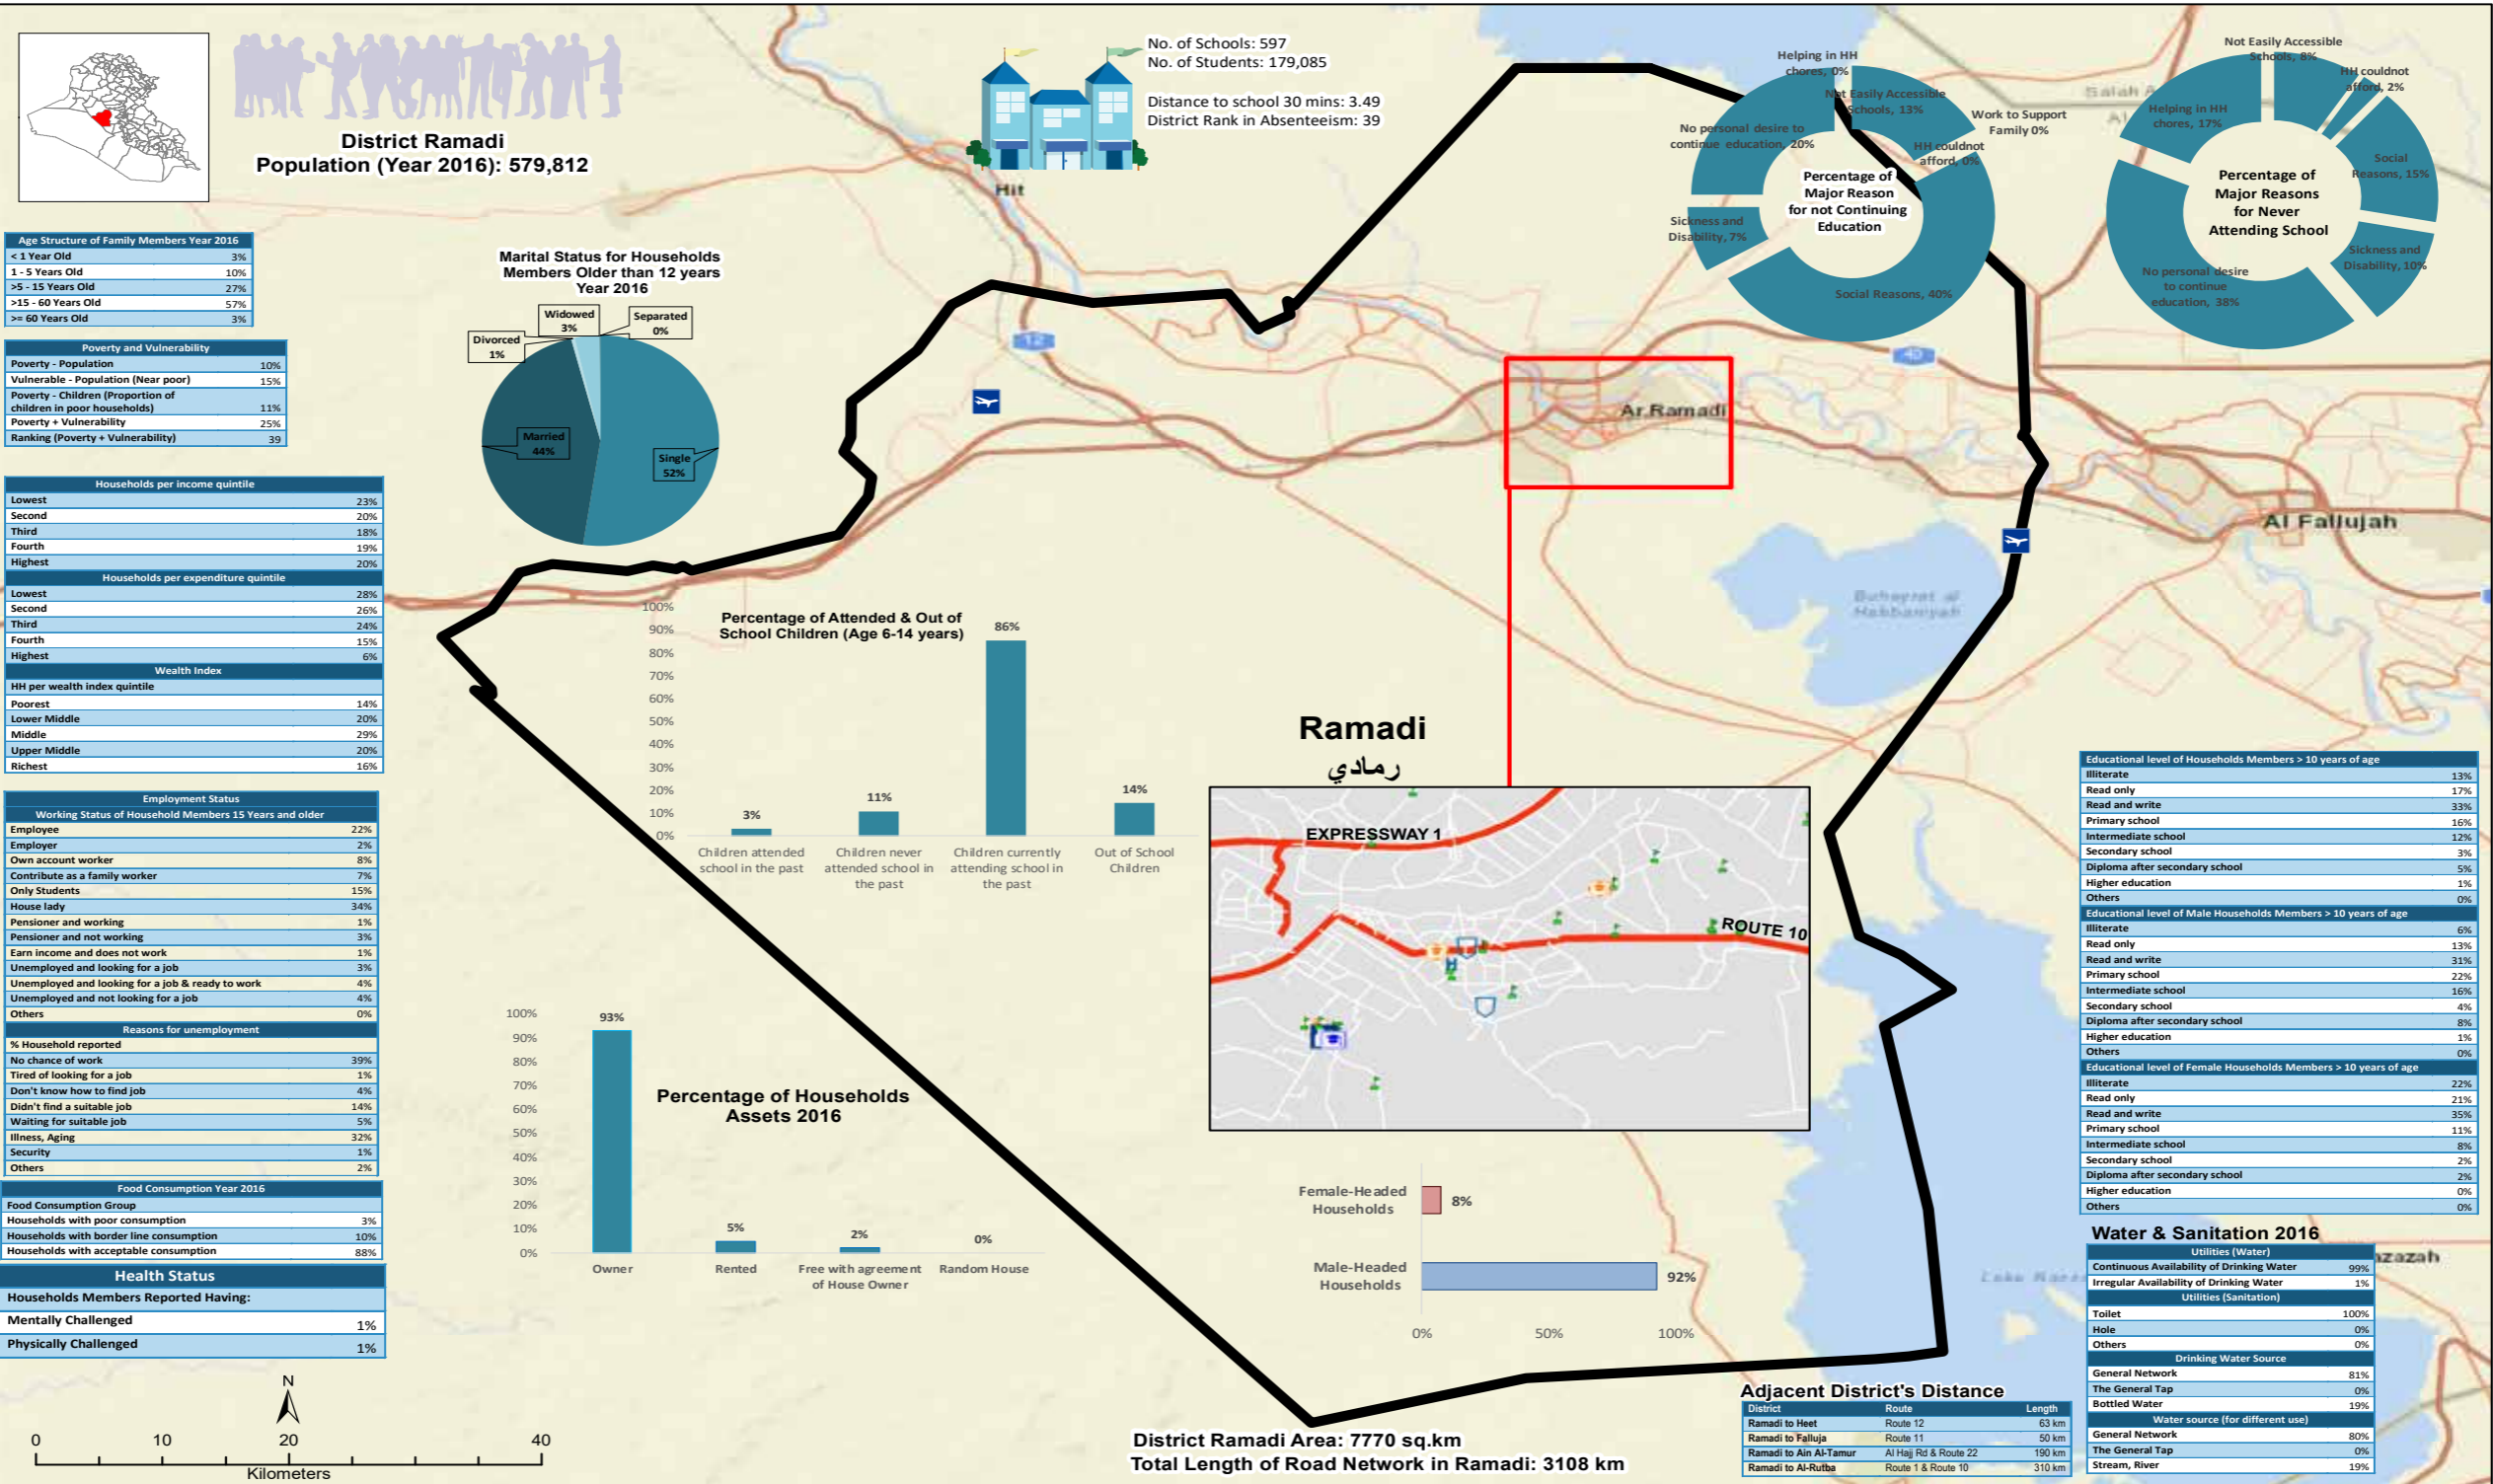 District Ramadi
Population (Year 2016): 579,812
No. of Schools: 597
No. of Students: 179,085
Distance to school 30 mins: 3.49
District Rank in Absenteeism: 39
Helping in HH
chores, 0%
Not Easily Accessible
Schools, 13%
Work to Support
Family 0%
HH couldnot
afford, 0%
No personal desire to
continue education, 20%
Sickness and
Disability, 7%
Social Reasons, 40%
Percentage of
Major Reason
for not Continuing
Education
Not Easily Accessible
Schools, 8%
HH couldnot
afford, 2%
Helping in HH
chores, 17%
Social
Reasons, 15%
Sickness and
Disability, 10%
No personal desire
to continue
education, 38%
Percentage of
Major Reasons
for Never
Attending School
Age Structure of Family Members Year 2016
< 1 Year Old 3%
1 - 5 Years Old 10%
>5 - 15 Years Old 27%
>15 - 60 Years Old 57%
>= 60 Years Old 3%
Poverty and Vulnerability
Poverty - Population 10%
Vulnerable - Population (Near poor) 15%
Poverty - Children (Proportion of
children in poor households) 11%
Poverty + Vulnerability 25%
Ranking (Poverty + Vulnerability) 39
Households per income quintile
Lowest 23%
Second 20%
Third 18%
Fourth 19%
Highest 20%
Households per expenditure quintile
Lowest 28%
Second 26%
Third 24%
Fourth 15%
Highest 6%
Wealth Index
HH per wealth index quintile
Poorest 14%
Lower Middle 20%
Middle 29%
Upper Middle 20%
Richest 16%
Employment Status
Working Status of Household Members 15 Years and older
Employee 22%
Employer 2%
Own account worker 8%
Contribute as a family worker 7%
Only Students 15%
House lady 34%
Pensioner and working 1%
Pensioner and not working 3%
Earn income and does not work 1%
Unemployed and looking for a job 3%
Unemployed and looking for a job & ready to work 4%
Unemployed and not looking for a job 4%
Others 0%
Reasons for unemployment
% Household reported
No chance of work 39%
Tired of looking for a job 1%
Don't know how to find job 4%
Didn't find a suitable job 14%
Waiting for suitable job 5%
Illness, Aging 32%
Security 1%
Others 2%
Food Consumption Year 2016
Food Consumption Group
Households with poor consumption 3%
Households with border line consumption 10%
Households with acceptable consumption 88%
Health Status
Households Members Reported Having:
Mentally Challenged 1%
Physically Challenged 1%
N
0 10 20 40
Kilometers
Marital Status for Households
Members Older than 12 years
Year 2016
Widowed
3%
Separated
0%
Divorced
1%
Married
44%
Single
52%
Hit
12
40
Ar Ramadi
Al Fallujah
Buhayrat al
Habbaniyah
Percentage of Attended & Out of
School Children (Age 6-14 years)
100%
90%
80%
70%
60%
50%
40%
30%
20%
10%
0%
3%
11%
86%
14%
Children attended
school in the past
Children never
attended school in
the past
Children currently
attending school in
the past
Out of School
Children
Percentage of Households
Assets 2016
100%
90%
80%
70%
60%
50%
40%
30%
20%
10%
0%
93%
5%
2%
0%
Owner
Rented
Free with agreement
of House Owner
Random House
Ramadi
رمادي
EXPRESSWAY 1
ROUTE 10
Female-Headed
Households
8%
Male-Headed
Households
92%
0% 50% 100%
District Ramadi Area: 7770 sq.km
Total Length of Road Network in Ramadi: 3108 km
Educational level of Households Members > 10 years of age
Illiterate 13%
Read only 17%
Read and write 33%
Primary school 16%
Intermediate school 12%
Secondary school 3%
Diploma after secondary school 5%
Higher education 1%
Others 0%
Educational level of Male Households Members > 10 years of age
Illiterate 6%
Read only 13%
Read and write 31%
Primary school 22%
Intermediate school 16%
Secondary school 4%
Diploma after secondary school 8%
Higher education 1%
Others 0%
Educational level of Female Households Members > 10 years of age
Illiterate 22%
Read only 21%
Read and write 35%
Primary school 11%
Intermediate school 8%
Secondary school 2%
Diploma after secondary school 2%
Higher education 0%
Others 0%
Water & Sanitation 2016
Utilities (Water)
Continuous Availability of Drinking Water 99%
Irregular Availability of Drinking Water 1%
Utilities (Sanitation)
Toilet 100%
Hole 0%
Others 0%
Drinking Water Source
General Network 81%
The General Tap 0%
Bottled Water 19%
Water source (for different use)
General Network 80%
The General Tap 0%
Stream, River 19%
Adjacent District's Distance
District Route Length
Ramadi to Heet Route 12 63 km
Ramadi to Falluja Route 11 50 km
Ramadi to Ain Al-Tamur Al Hajj Rd & Route 22 190 km
Ramadi to Al-Rutba Route 1 & Route 10 310 km